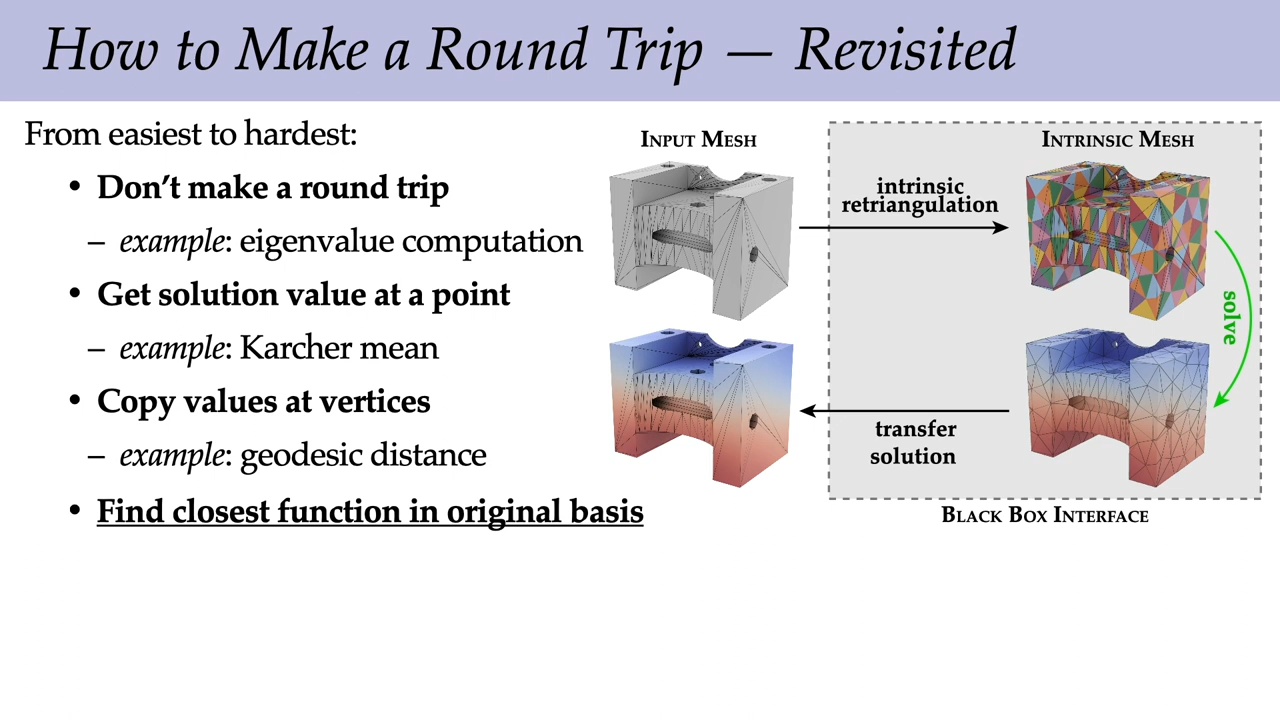 How to Make a Round Trip — Revisited
From easiest to hardest:
• Don’t make a round trip
– example: eigenvalue computation
• Get solution value at a point
– example: Karcher mean
• Copy values at vertices
– example: geodesic distance
• Find closest function in original basis
Input Mesh
intrinsic
retriangulation
Intrinsic Mesh
solve
transfer
solution
Black Box Interface